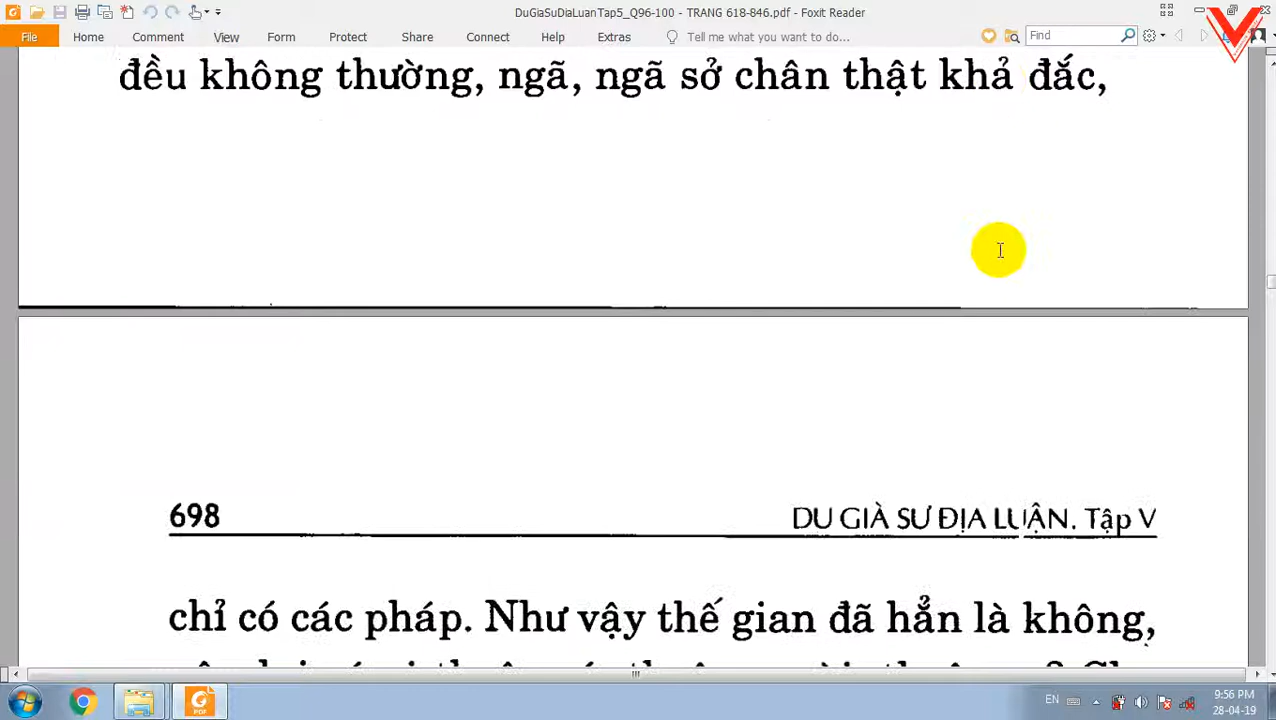 DuGiaSuDiaLuanTap5_Q96-100 - TRANG 618-846.pdf - Foxit Reader
File Home Comment View Form Protect Share Connect Help Extras Tell me what you want to do... Find
đều không thường, ngã, ngã sở chân thật khả đắc,
698 DU GIÀ SƯ ĐỊA LUẬN. Tập V
chỉ có các pháp. Như vậy thế gian đã hẳn là không,
EN 9:56 PM
28-04-19